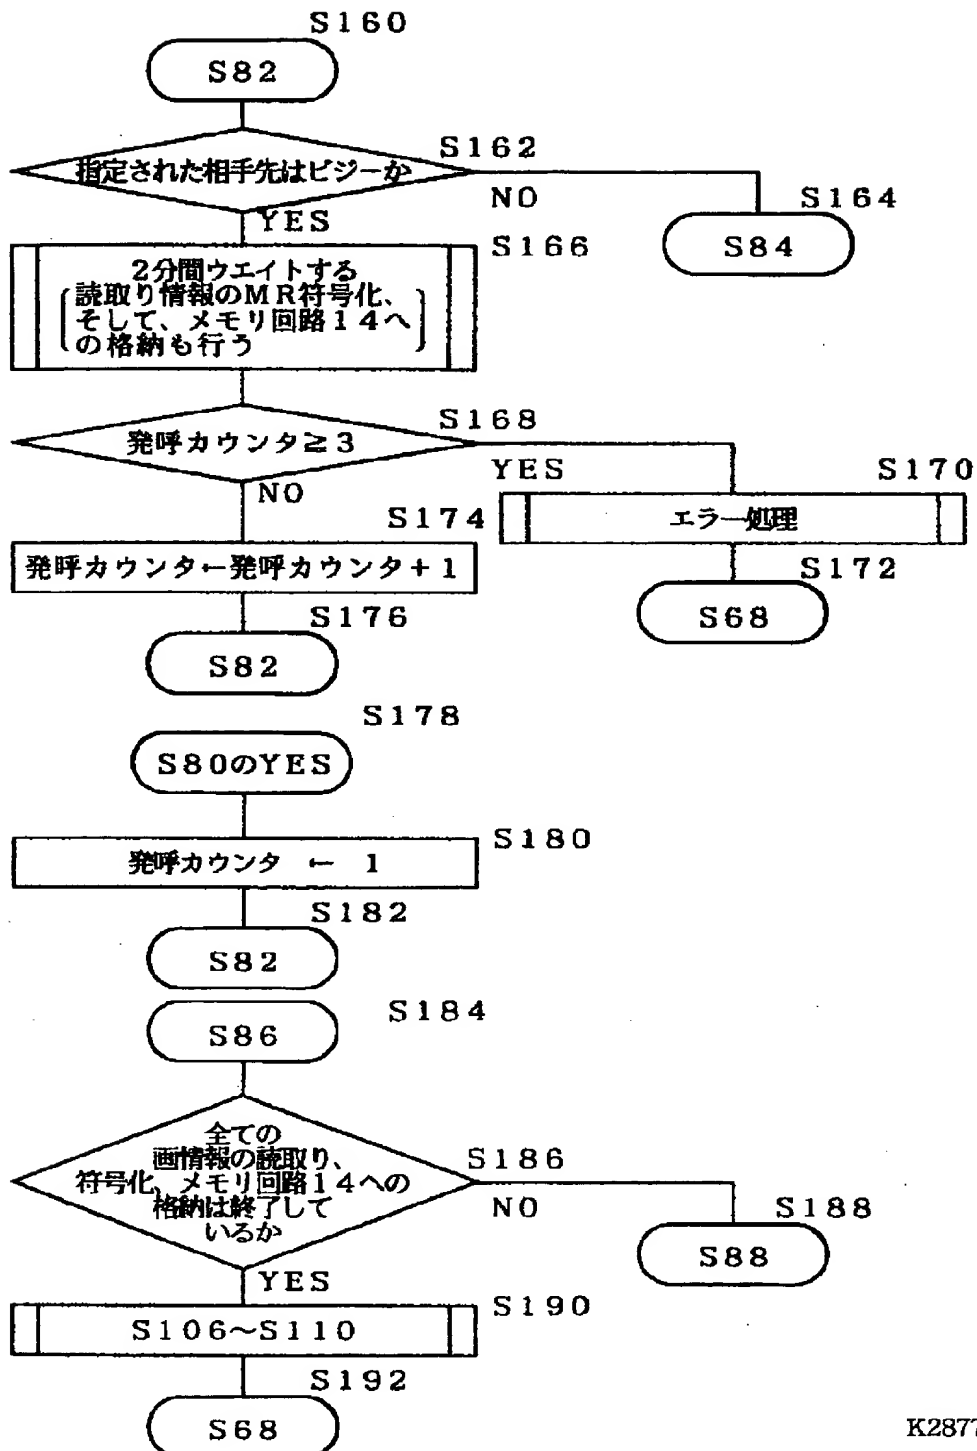 S160
S82
S162
指定された相手先はビジーか
NO
S164
YES
S84
S166
2分間ウエイトする
読取り情報のMR符号化、
そして、メモリ回路14へ
の格納も行う
S168
発呼カウンタ≧3
YES
S170
NO
エラー処理
S174
S172
発呼カウンタ←発呼カウンタ+1
S68
S176
S82
S178
S80のYES
S180
発呼カウンタ ← 1
S182
S82
S184
S86
全ての
画情報の読取り、
符号化、メモリ回路14への
格納は終了して
いるか
S186
NO
S188
S88
YES
S190
S106~S110
S192
S68
K2877